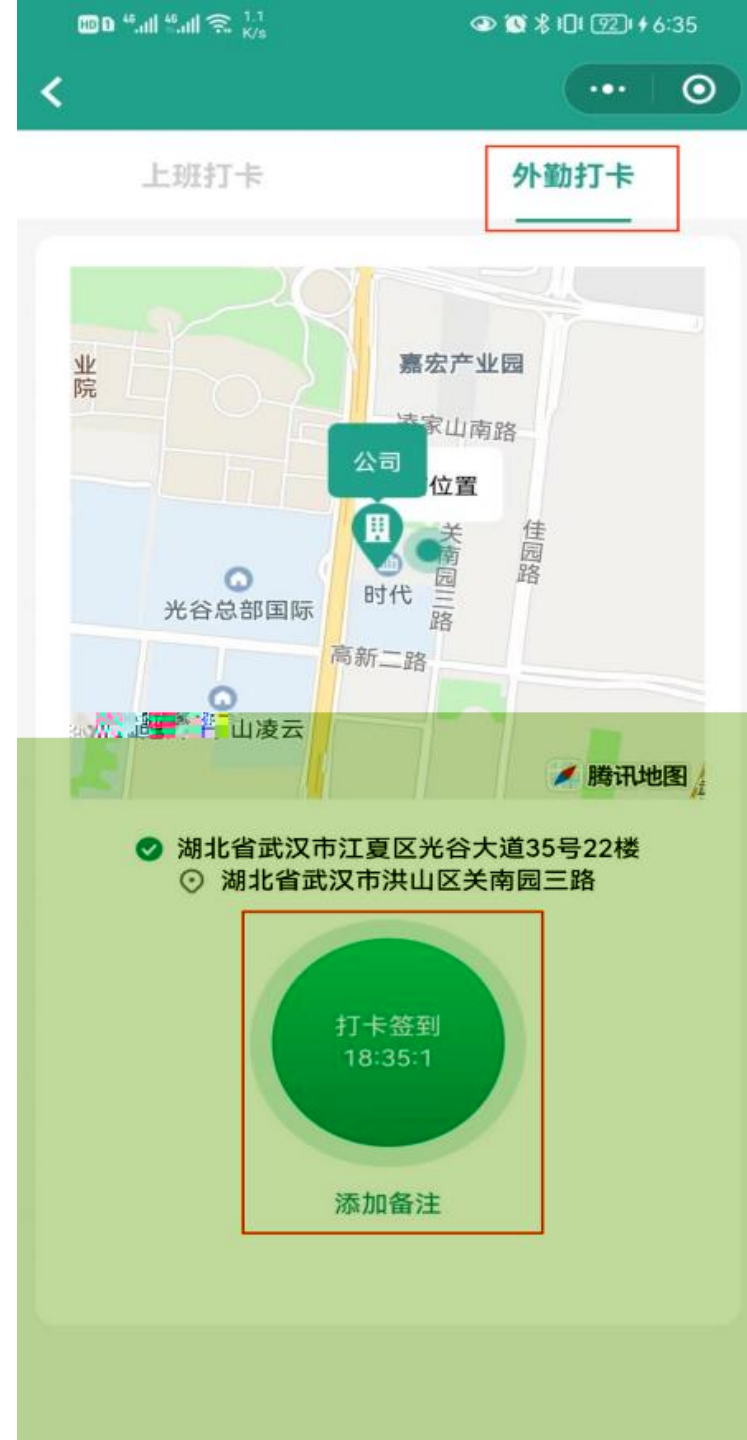 HD 1 4G 4G 1.1 K/s 92 6:35
上班打卡 外勤打卡
业
院
嘉宏产业园
凌家山南路
公司
位置
关南园三路
佳园路
光谷总部国际
时代
高新二路
山凌云
腾讯地图
湖北省武汉市江夏区光谷大道35号22楼
湖北省武汉市洪山区关南园三路
打卡签到
18:35:1
添加备注